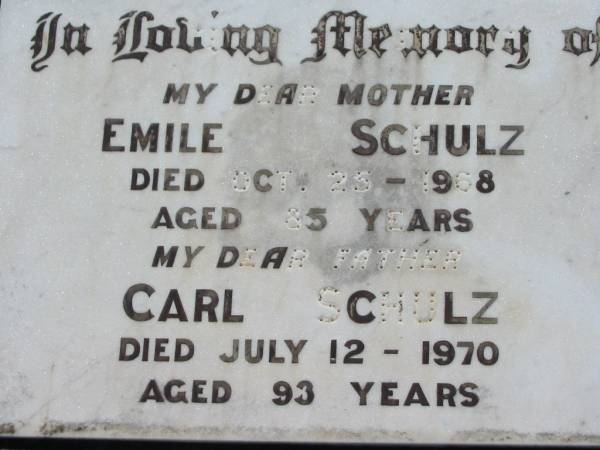 In Loving Memory of
MY DEAR MOTHER
EMILE SCHULZ
DIED OCT. 25 - 1968
AGED 85 YEARS
MY DEAR FATHER
CARL SCHULZ
DIED JULY 12 - 1970
AGED 93 YEARS